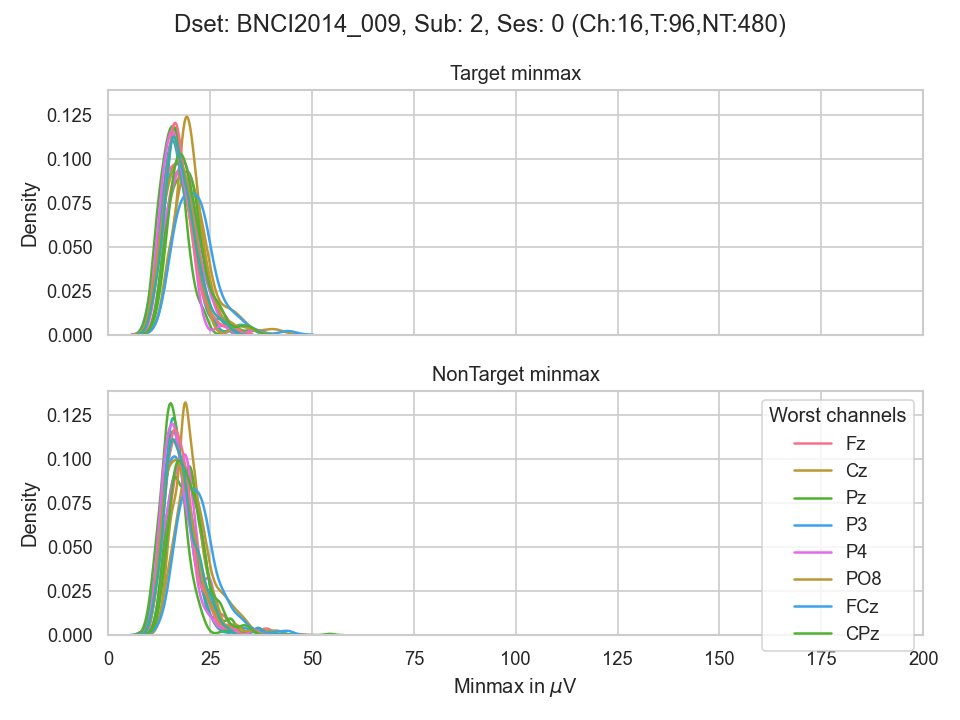 Dset: BNCI2014_009, Sub: 2, Ses: 0 (Ch:16,T:96,NT:480)
Target minmax
0.125
0.100
0.075
0.050
0.025
0.000
Density
NonTarget minmax
0.125
0.100
0.075
0.050
0.025
0.000
Density
Worst channels
Fz
Cz
Pz
P3
P4
PO8
FCz
CPz
0 25 50 75 100 125 150 175 200
Minmax in μV